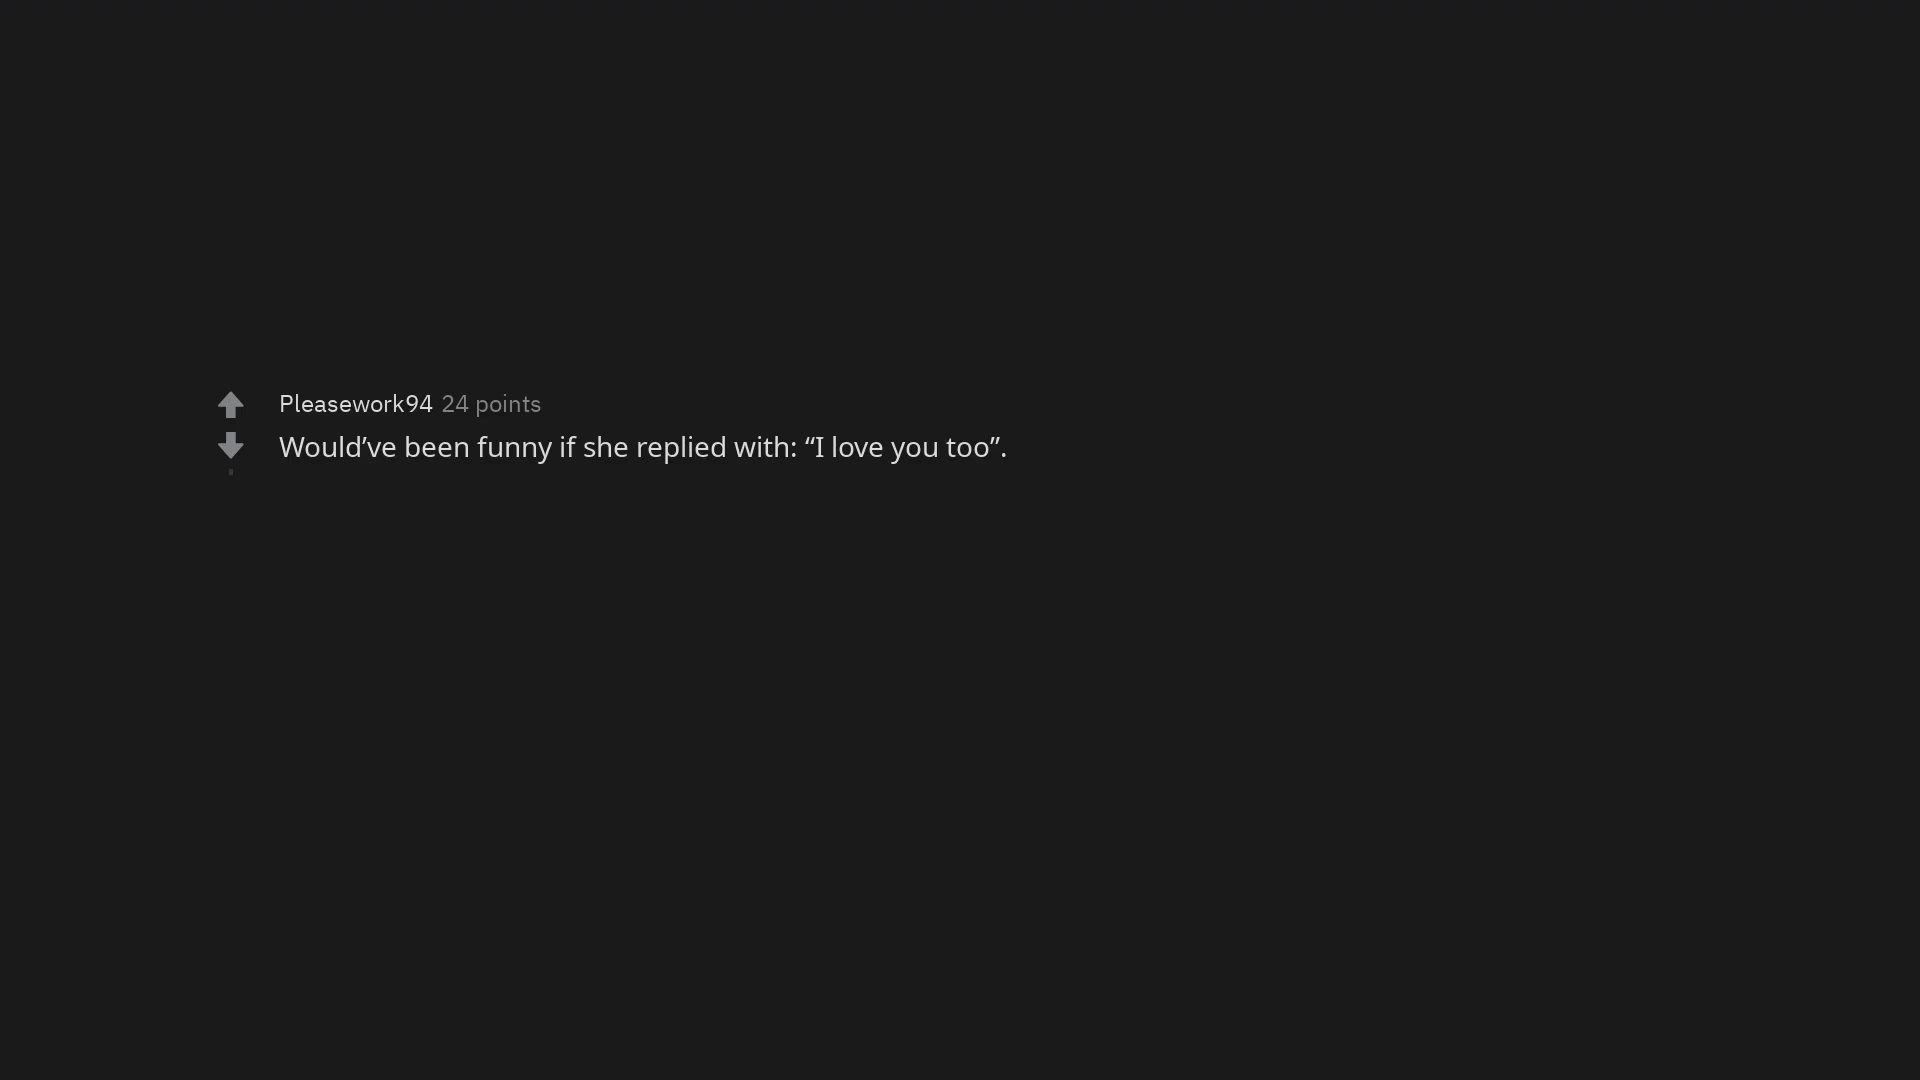 Pleasework94 24 points
Would’ve been funny if she replied with: “I love you too”.